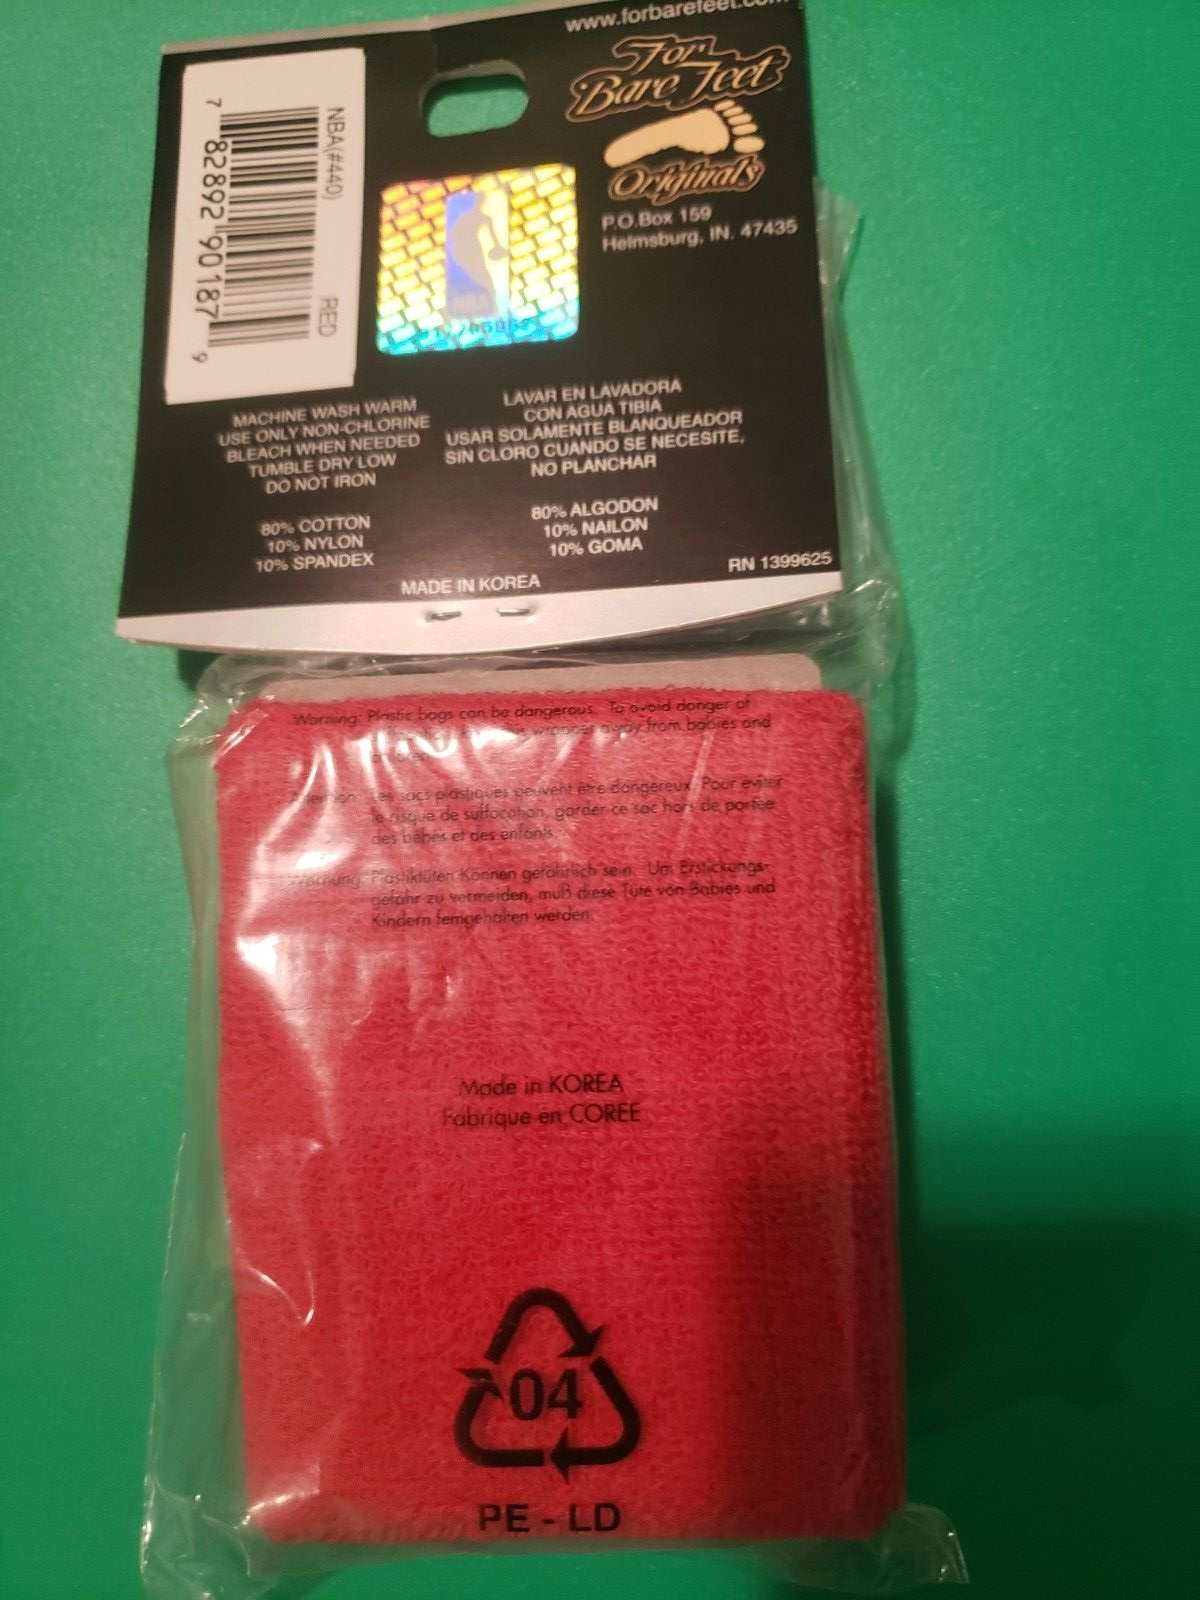 www.forbarefeet.com
For
Bare Feet
Originals
P.O.Box 159
Helmsburg, IN. 47435
NBA(#440) RED
7 82892 90187 9
NBA
MACHINE WASH WARM
USE ONLY NON-CHLORINE
BLEACH WHEN NEEDED
TUMBLE DRY LOW
DO NOT IRON
80% COTTON
10% NYLON
10% SPANDEX
LAVAR EN LAVADORA
CON AGUA TIBIA
USAR SOLAMENTE BLANQUEADOR
SIN CLORO CUANDO SE NECESITE,
NO PLANCHAR
80% ALGODON
10% NAILON
10% GOMA
MADE IN KOREA
RN 1399625
Warning: Plastic bags can be dangerous. To avoid danger of
wrapper away from babies and
Attention: Les sacs plastiques peuvent être dangereux. Pour eviter
le risque de suffocation, garder ce sac hors de portée
des bébés et des enfants.
Warnung: Plastiktüten Können gefährlich sein. Um Erstickungs-
gefahr zu vermeiden, muß diese Tüte von Babies und
Kindern ferngehalten werden.
Made in KOREA
Fabrique en COREE
04
PE - LD